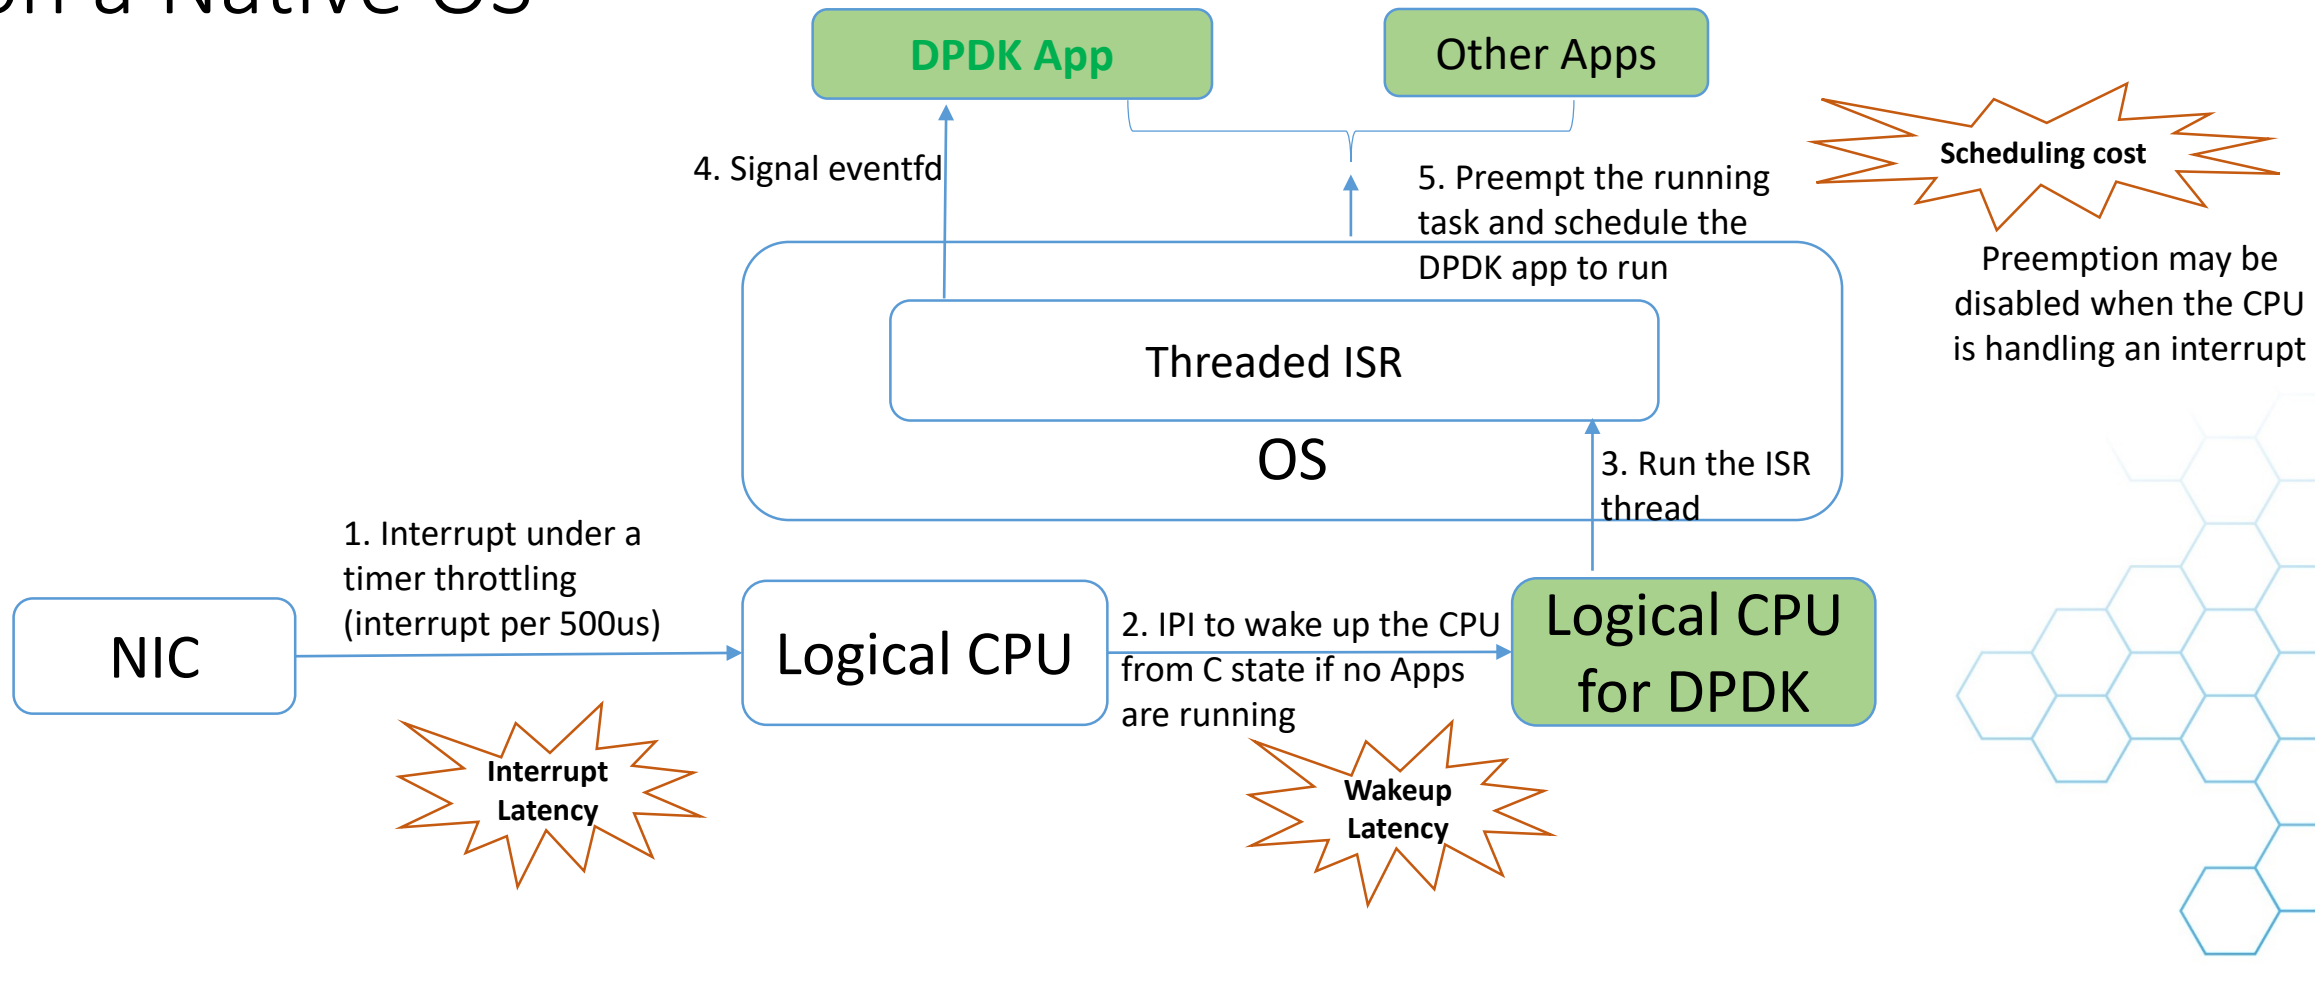 on a Native OS
DPDK App
Other Apps
Scheduling cost
4. Signal eventfd
5. Preempt the running
task and schedule the
DPDK app to run
Preemption may be
disabled when the CPU
is handling an interrupt
Threaded ISR
OS
3. Run the ISR
thread
1. Interrupt under a
timer throttling
(interrupt per 500us)
NIC
Logical CPU
2. IPI to wake up the CPU
from C state if no Apps
are running
Logical CPU
for DPDK
Interrupt
Latency
Wakeup
Latency